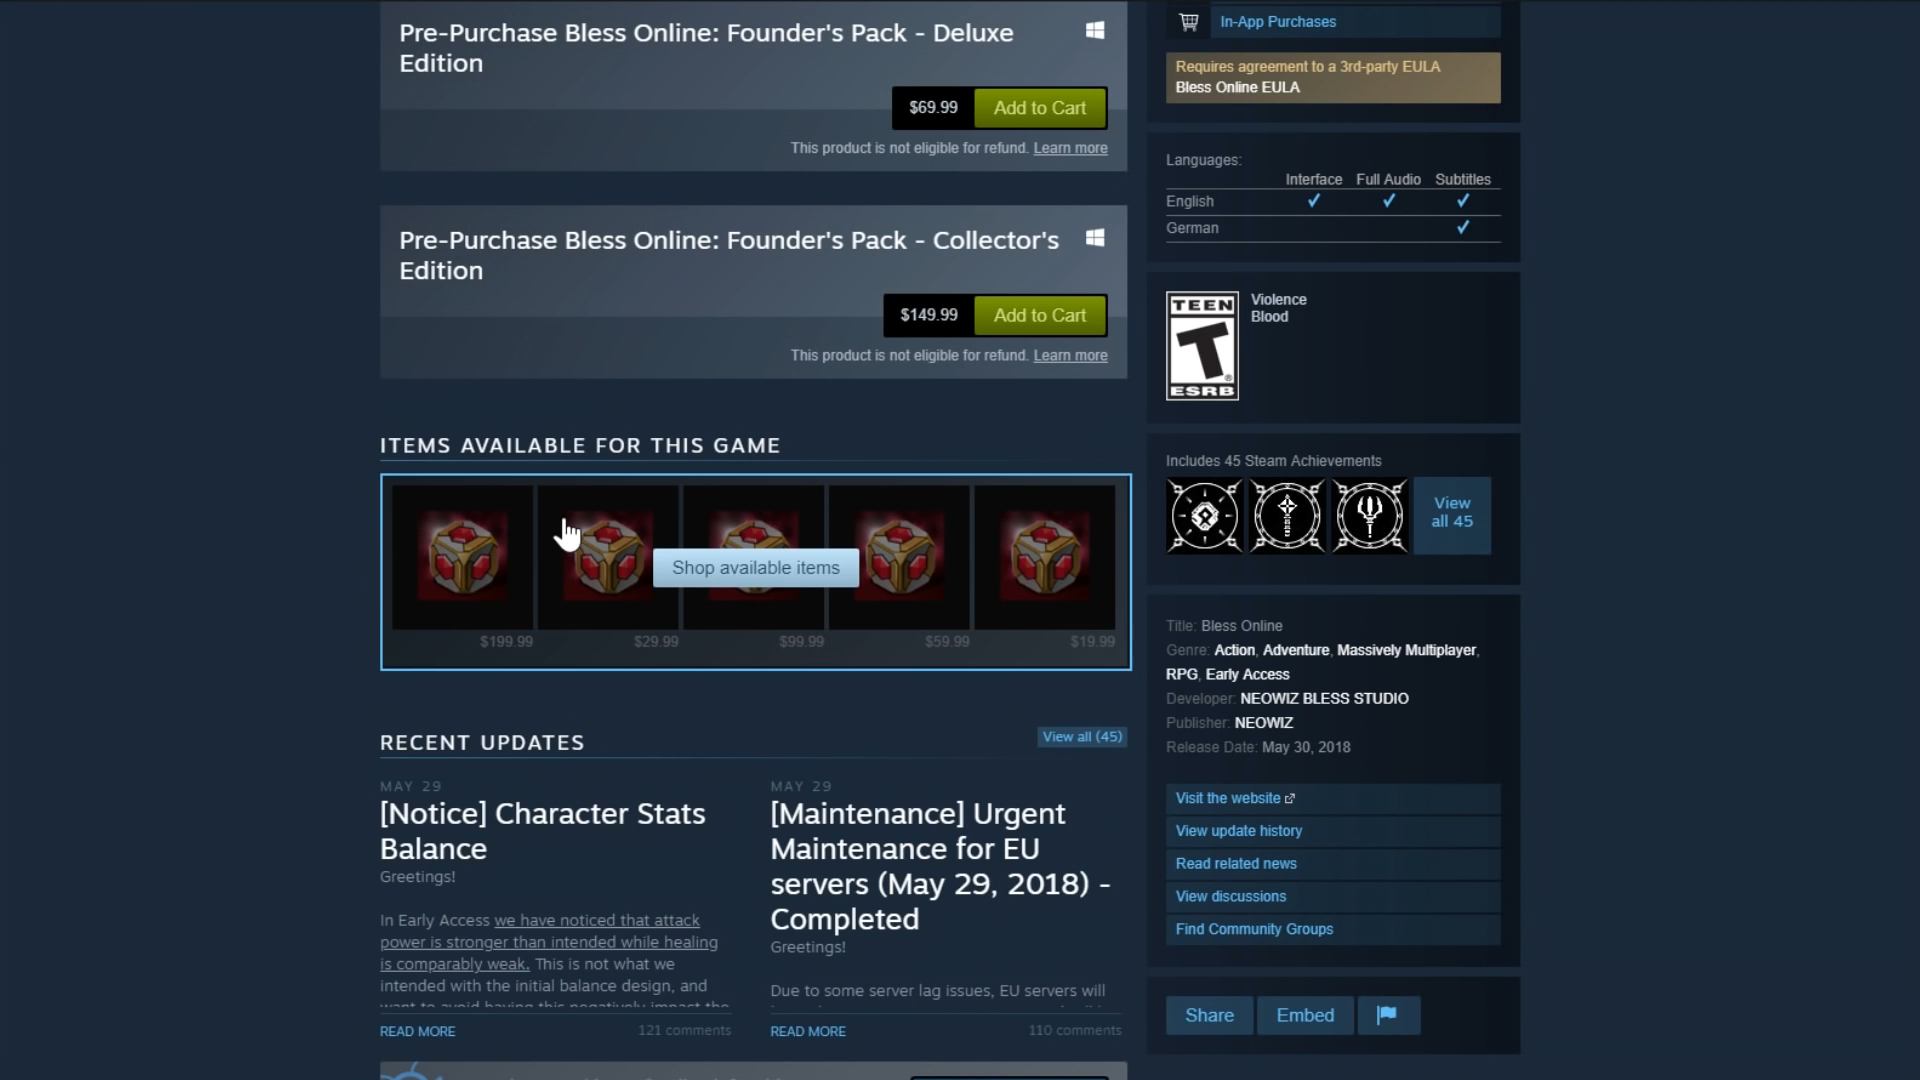 Pre-Purchase Bless Online: Founder's Pack - Deluxe
Edition
$69.99
Add to Cart
This product is not eligible for refund. Learn more
Pre-Purchase Bless Online: Founder's Pack - Collector's
Edition
$149.99
Add to Cart
This product is not eligible for refund. Learn more
ITEMS AVAILABLE FOR THIS GAME
Shop available items
$199.99
$29.99
$99.99
$59.99
$19.99
RECENT UPDATES
View all (45)
MAY 29
[Notice] Character Stats
Balance
Greetings!
In Early Access we have noticed that attack
power is stronger than intended while healing
is comparably weak. This is not what we
intended with the initial balance design, and
want to avoid having this negatively impact the
READ MORE
121 comments
MAY 29
[Maintenance] Urgent
Maintenance for EU
servers (May 29, 2018) -
Completed
Greetings!
Due to some server lag issues, EU servers will
READ MORE
110 comments
In-App Purchases
Requires agreement to a 3rd-party EULA
Bless Online EULA
Languages:
Interface Full Audio Subtitles
English
German
TEEN
T
ESRB
Violence
Blood
Includes 45 Steam Achievements
View
all 45
Title: Bless Online
Genre: Action, Adventure, Massively Multiplayer,
RPG, Early Access
Developer: NEOWIZ BLESS STUDIO
Publisher: NEOWIZ
Release Date: May 30, 2018
Visit the website
View update history
Read related news
View discussions
Find Community Groups
Share
Embed